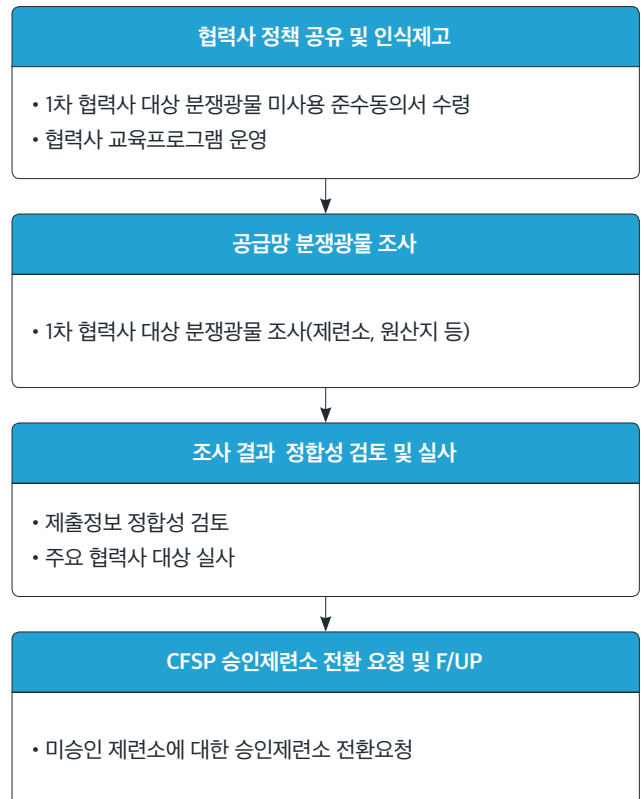 협력사 정책 공유 및 인식제고
• 1차 협력사 대상 분쟁광물 미사용 준수동의서 수령
• 협력사 교육프로그램 운영
공급망 분쟁광물 조사
• 1차 협력사 대상 분쟁광물 조사(제련소, 원산지 등)
조사 결과 정합성 검토 및 실사
• 제출정보 정합성 검토
• 주요 협력사 대상 실사
CFSP 승인제련소 전환 요청 및 F/UP
• 미승인 제련소에 대한 승인제련소 전환요청